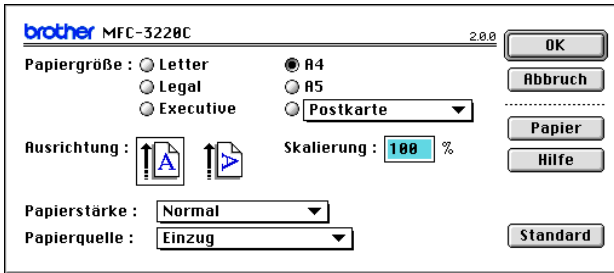 brother MFC-3220C 2.0.0
OK
Papiergröße : Letter A4
Abbruch
Legal A5
Executive Postkarte
Papier
Ausrichtung : A A Skalierung : 100 %
Hilfe
Papierstärke : Normal
Papierquelle : Einzug
Standard